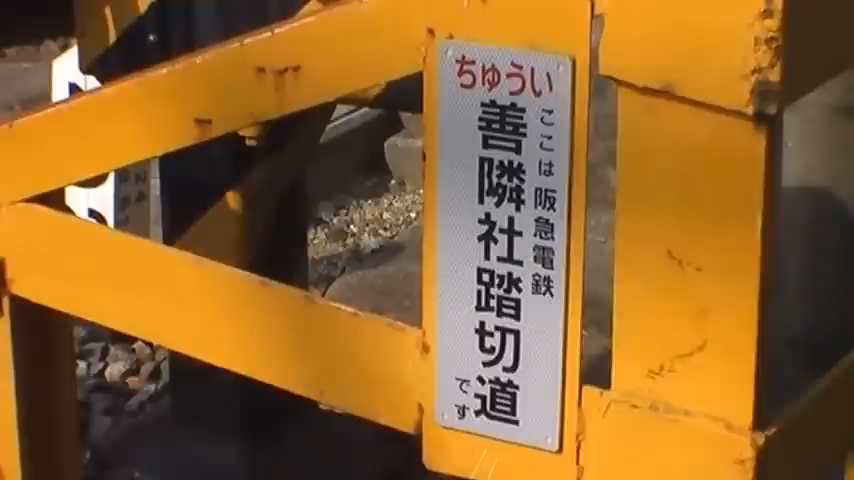 ちゅうい
ここは阪急電鉄
善隣社踏切道
です